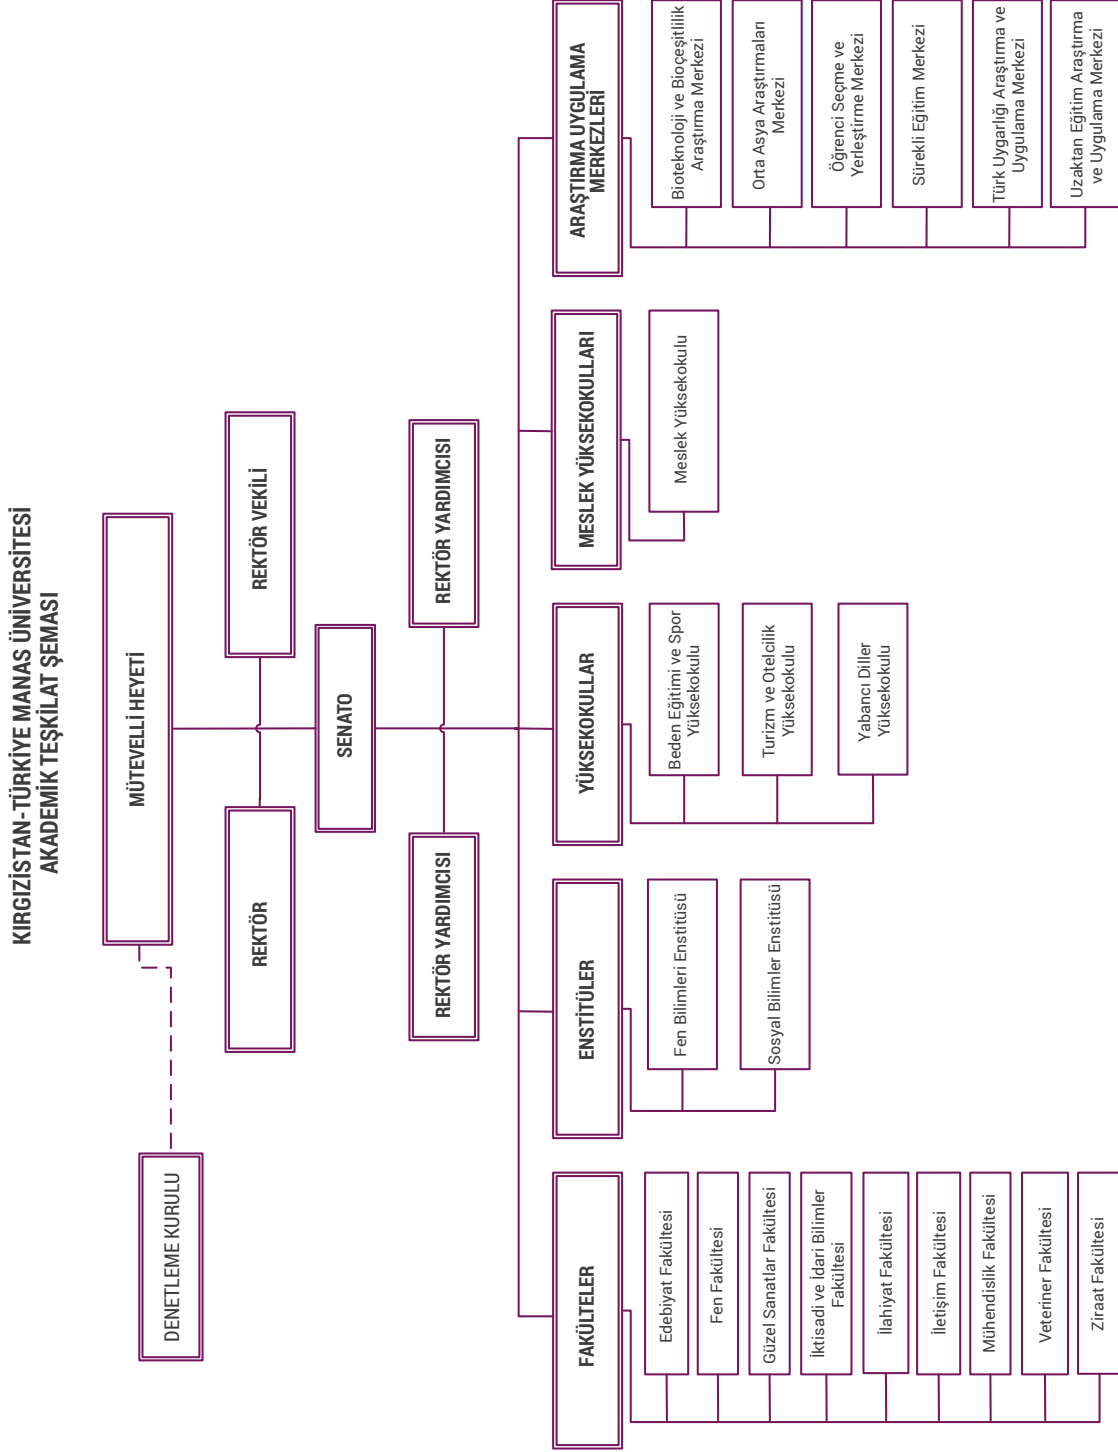 KIRGIZİSTAN-TÜRKİYE MANAS ÜNİVERSİTESİ
AKADEMİK TEŞKİLAT ŞEMASI
MÜTEVELLİ HEYETİ
DENETLEME KURULU
REKTÖR
REKTÖR VEKİLİ
SENATO
REKTÖR YARDIMCISI
REKTÖR YARDIMCISI
FAKÜLTELER
Edebiyat Fakültesi
Fen Fakültesi
Güzel Sanatlar Fakültesi
İktisadi ve İdari Bilimler
Fakültesi
İlahiyat Fakültesi
İletişim Fakültesi
Mühendislik Fakültesi
Veteriner Fakültesi
Ziraat Fakültesi
ENSTİTÜLER
Fen Bilimleri Enstitüsü
Sosyal Bilimler Enstitüsü
YÜKSEKOKULLAR
Beden Eğitimi ve Spor
Yüksekokulu
Turizm ve Otelcilik
Yüksekokulu
Yabancı Diller
Yüksekokulu
MESLEK YÜKSEKOKULLARI
Meslek Yüksekokulu
ARAŞTIRMA UYGULAMA
MERKEZLERİ
Bioteknoloji ve Bioçeşitlilik
Araştırma Merkezi
Orta Asya Araştırmaları
Merkezi
Öğrenci Seçme ve
Yerleştirme Merkezi
Sürekli Eğitim Merkezi
Türk Uygarlığı Araştırma ve
Uygulama Merkezi
Uzaktan Eğitim Araştırma
ve Uygulama Merkezi